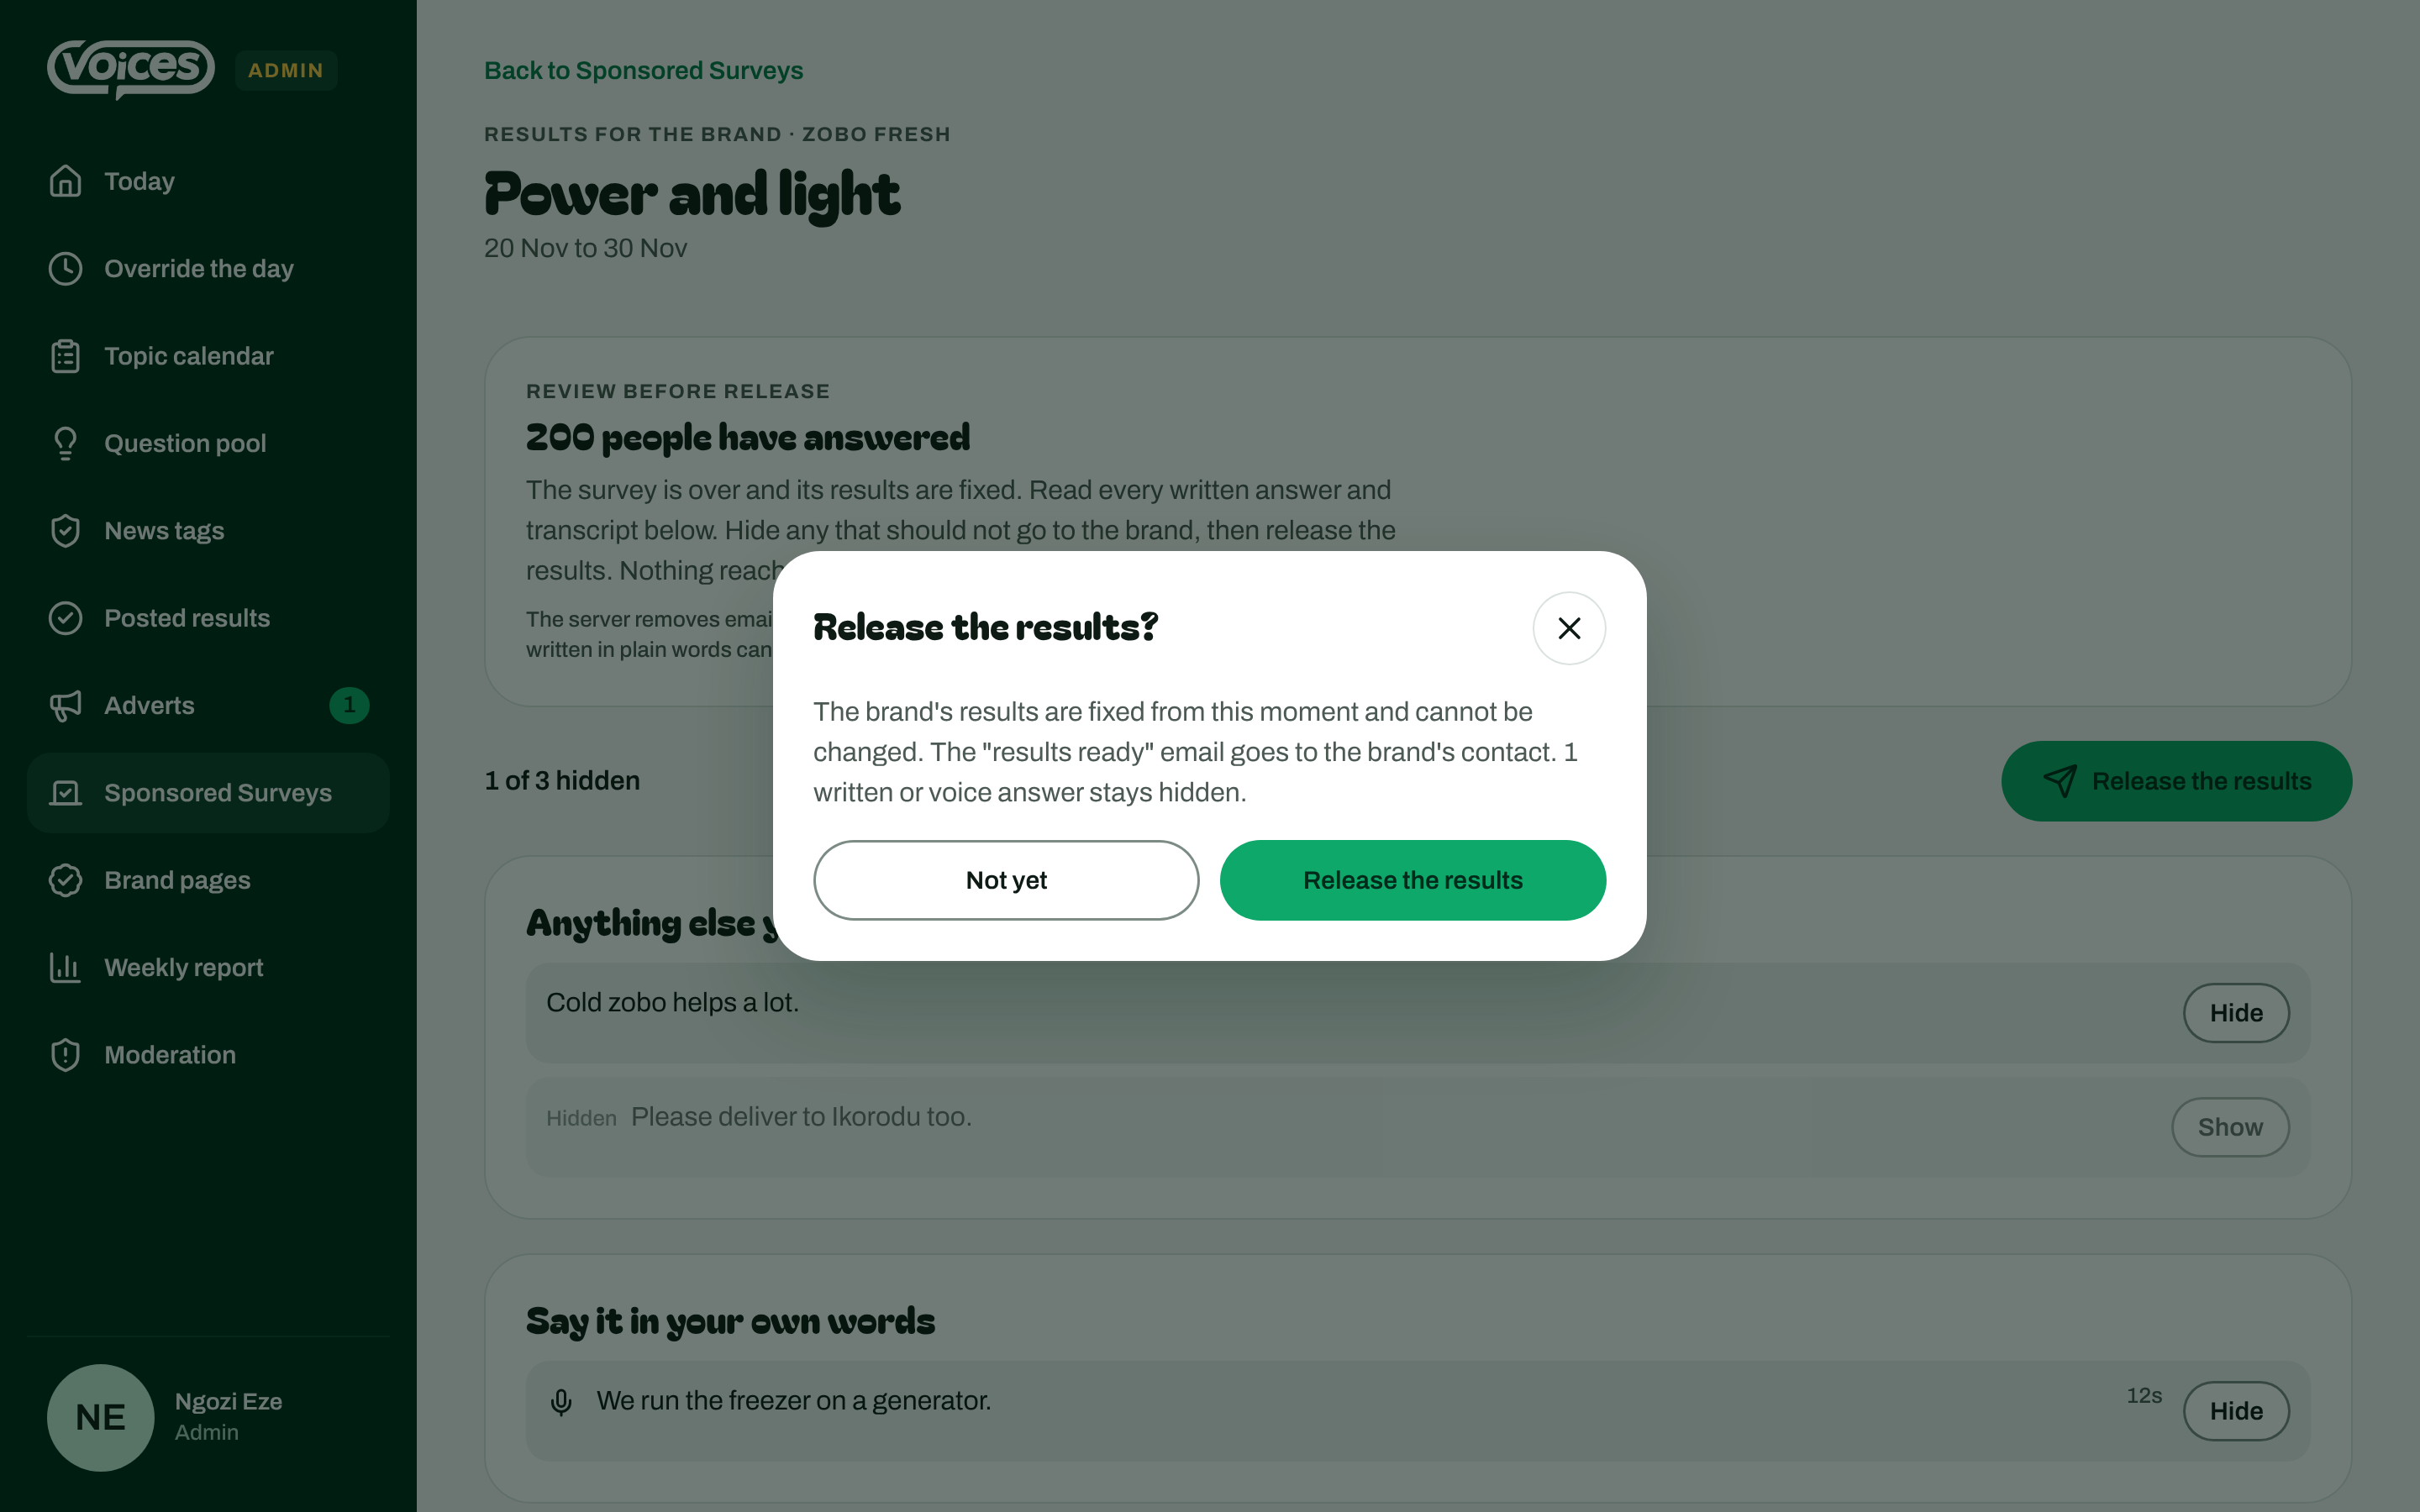 Voices
ADMIN
Today
Override the day
Topic calendar
Question pool
News tags
Posted results
Adverts
1
Sponsored Surveys
Brand pages
Weekly report
Moderation
NE
Ngozi Eze
Admin
Back to Sponsored Surveys
RESULTS FOR THE BRAND · ZOBO FRESH
Power and light
20 Nov to 30 Nov
REVIEW BEFORE RELEASE
200 people have answered
The survey is over and its results are fixed. Read every written answer and
transcript below. Hide any that should not go to the brand, then release the
results. Nothing
The server removes
written in plain words
Release the results?
The brand's results are fixed from this moment and cannot be
changed. The "results ready" email goes to the brand's contact. 1
written or voice answer stays hidden.
Not yet
Release the results
1 of 3 hidden
Release the results
Anything else
Cold zobo helps a lot.
Hide
Hidden Please deliver to Ikorodu too.
Show
Say it in your own words
We run the freezer on a generator.
12s
Hide